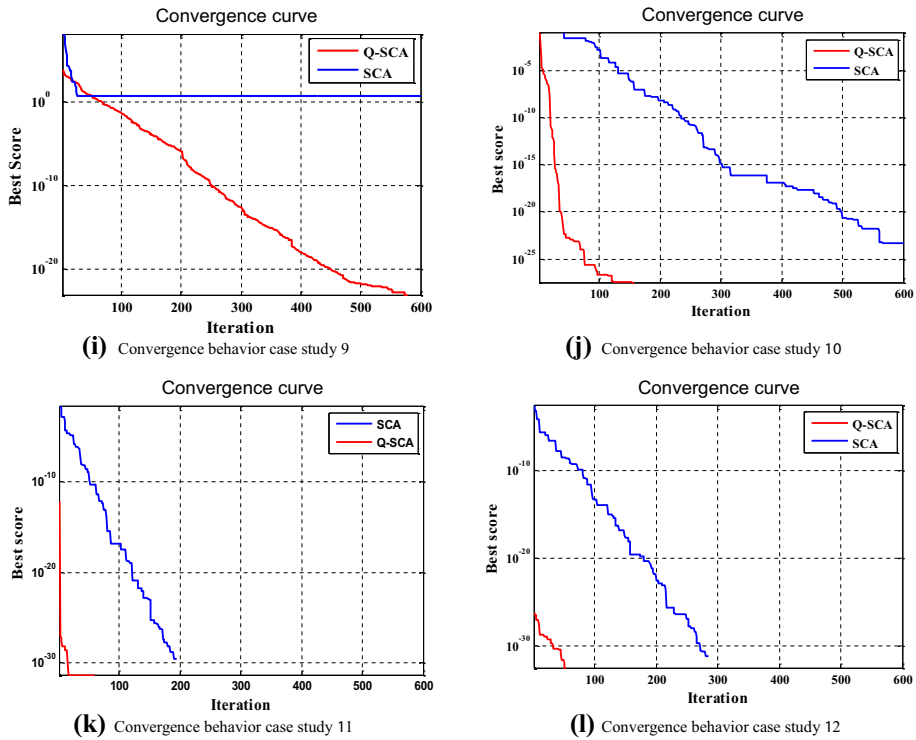 Convergence curve
Q-SCA
SCA
Best Score
10^0
10^-10
10^-20
100 200 300 400 500 600
Iteration
(i) Convergence behavior case study 9
Convergence curve
Q-SCA
SCA
Best score
10^-5
10^-10
10^-15
10^-20
10^-25
100 200 300 400 500 600
Iteration
(j) Convergence behavior case study 10
Convergence curve
SCA
Q-SCA
Best score
10^-10
10^-20
10^-30
100 200 300 400 500 600
Iteration
(k) Convergence behavior case study 11
Convergence curve
Q-SCA
SCA
Best score
10^-10
10^-20
10^-30
100 200 300 400 500 600
Iteration
(l) Convergence behavior case study 12